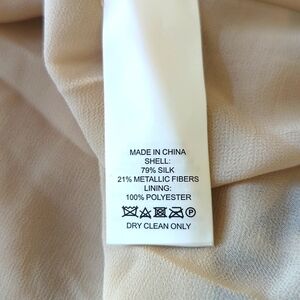 MADE IN CHINA
SHELL:
79% SILK
21% METALLIC FIBERS
LINING:
100% POLYESTER
P
DRY CLEAN ONLY